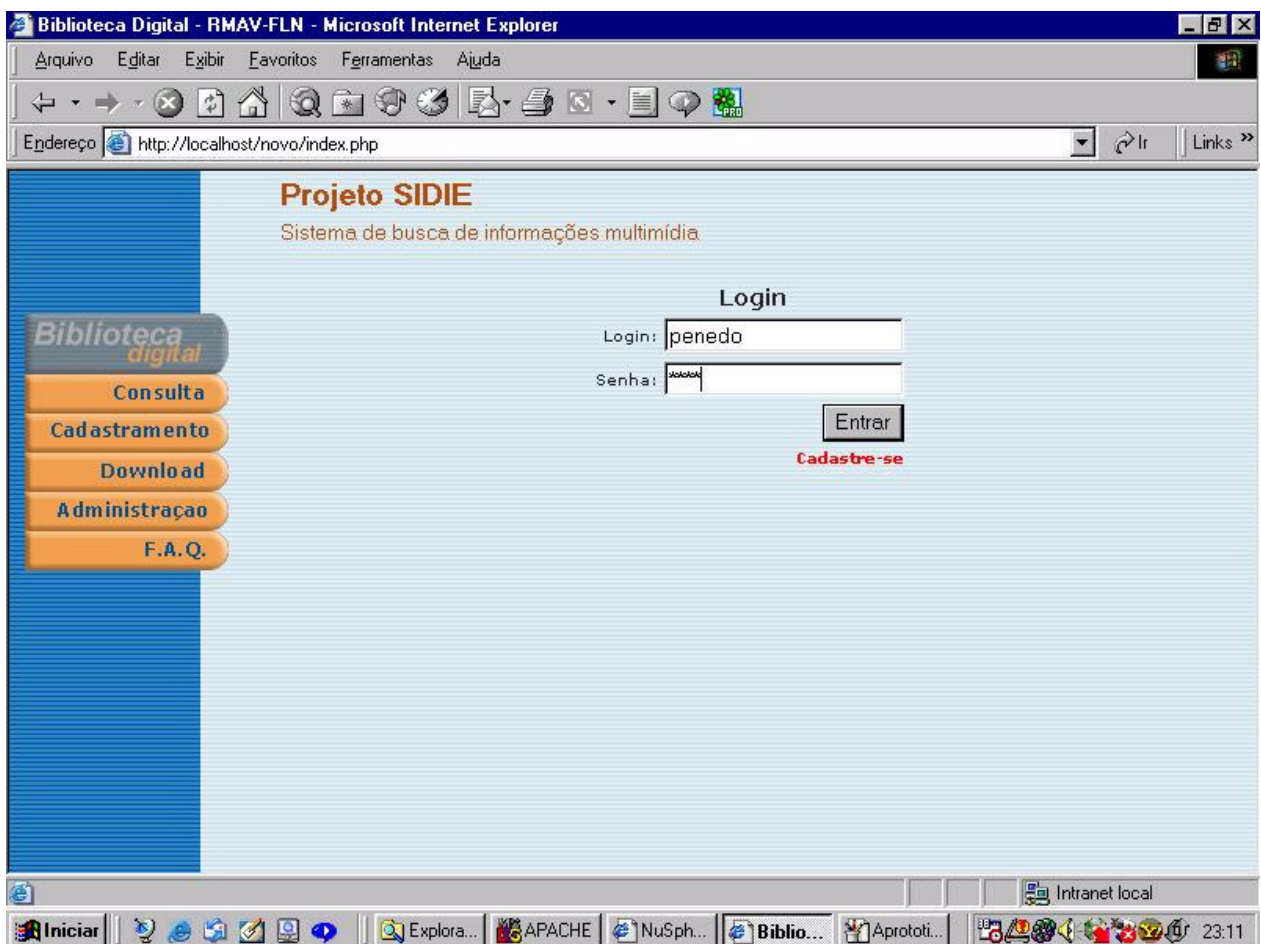 Biblioteca Digital - RMAV-FLN - Microsoft Internet Explorer
Arquivo Editar Exibir Favoritos Ferramentas Ajuda
Endereço http://localhost/novo/index.php Ir Links »
Projeto SIDIE
Sistema de busca de informações multimídia
Login
Login: penedo
Senha: *****
Entrar
Cadastre-se
Biblioteca
digital
Consulta
Cadastramento
Download
Administraçao
F.A.Q.
Intranet local
Iniciar Explora... APACHE NuSph... Biblio... Aprototi... 23:11